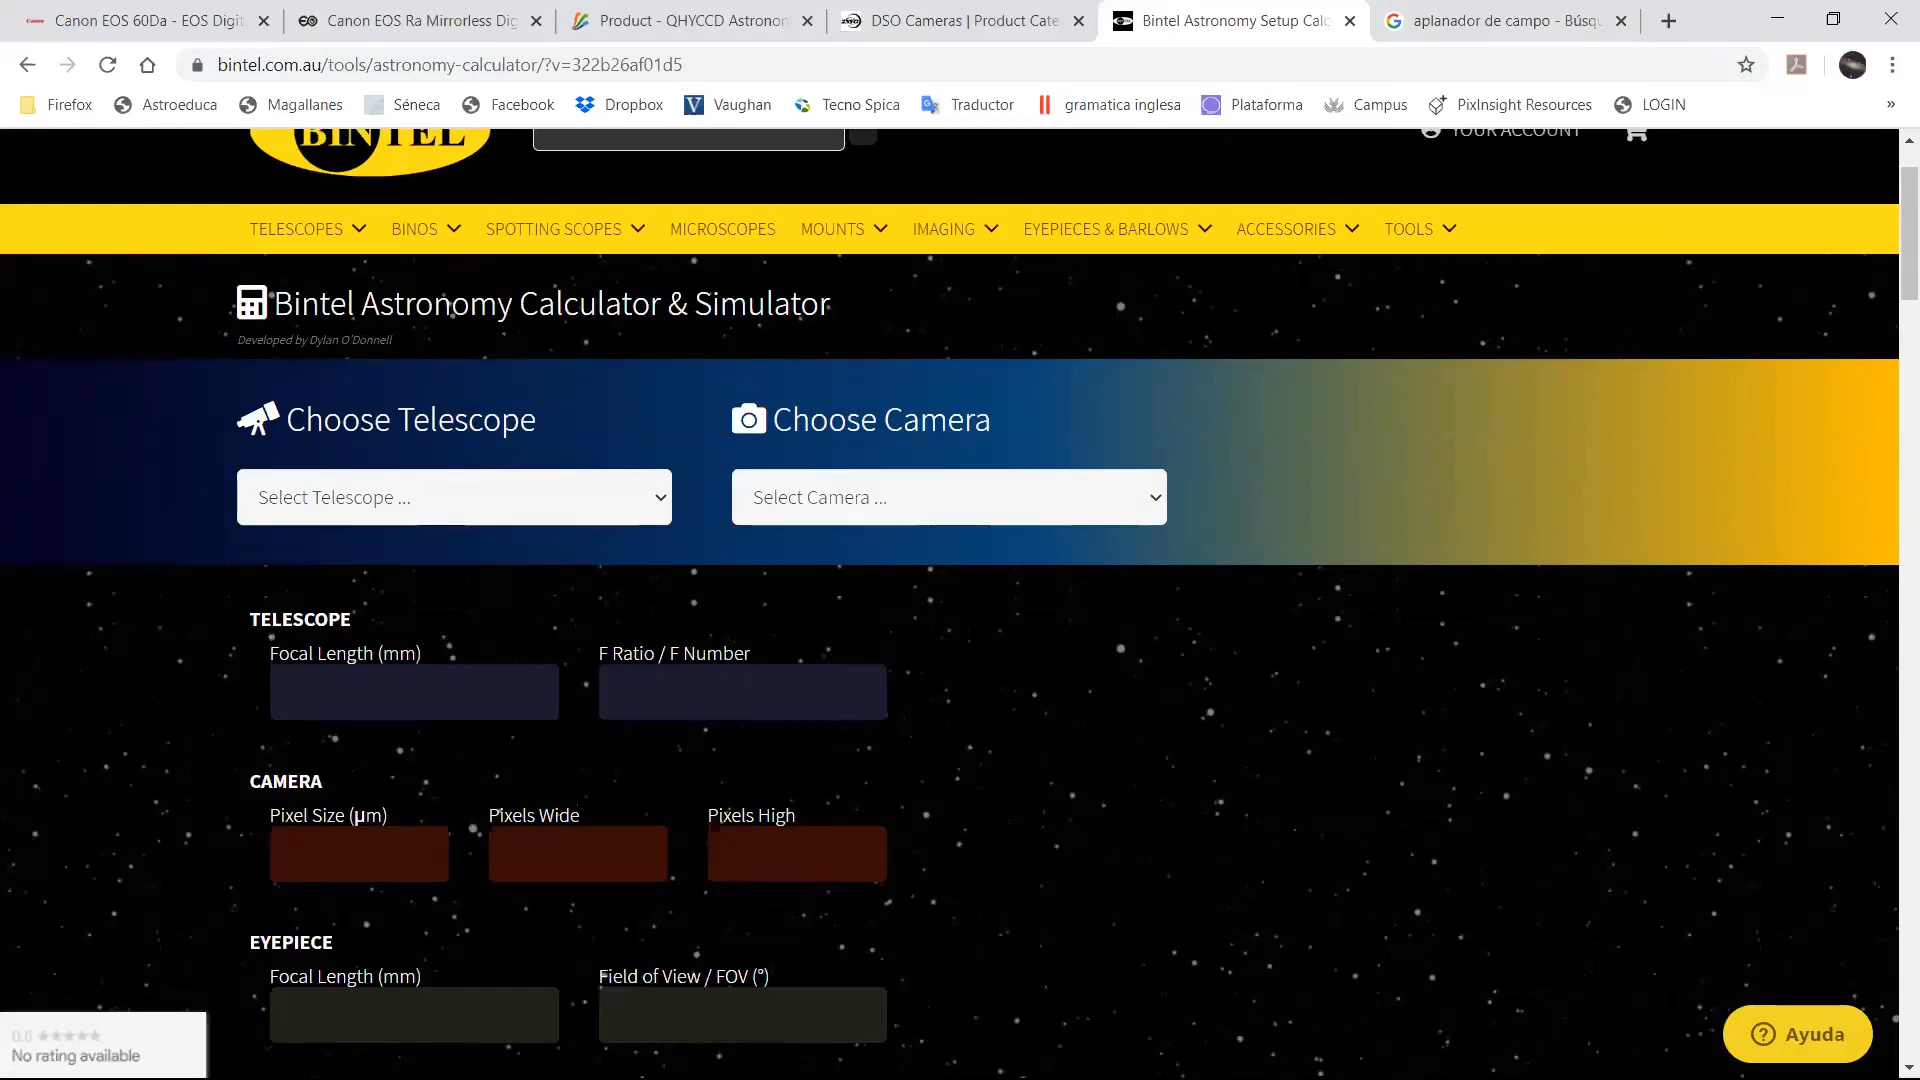 Canon EOS 60Da - EOS Digit
Canon EOS Ra Mirrorless Dig
Product - QHYCCD Astronon
DSO Cameras | Product Cate
Bintel Astronomy Setup Calc
aplanador de campo - Búsqu
bintel.com.au/tools/astronomy-calculator/?v=322b26af01d5
Firefox Astroeduca Magallanes Séneca Facebook Dropbox Vaughan Tecno Spica Traductor gramatica inglesa Plataforma Campus PixInsight Resources LOGIN »
BINTEL
YOUR ACCOUNT
TELESCOPES BINOS SPOTTING SCOPES MICROSCOPES MOUNTS IMAGING EYEPIECES & BARLOWS ACCESSORIES TOOLS
Bintel Astronomy Calculator & Simulator
Developed by Dylan O'Donnell
Choose Telescope Choose Camera
Select Telescope ... Select Camera ...
TELESCOPE
Focal Length (mm) F Ratio / F Number
CAMERA
Pixel Size (μm) Pixels Wide Pixels High
EYEPIECE
Focal Length (mm) Field of View / FOV (°)
0.0 ★★★★★
No rating available
Ayuda